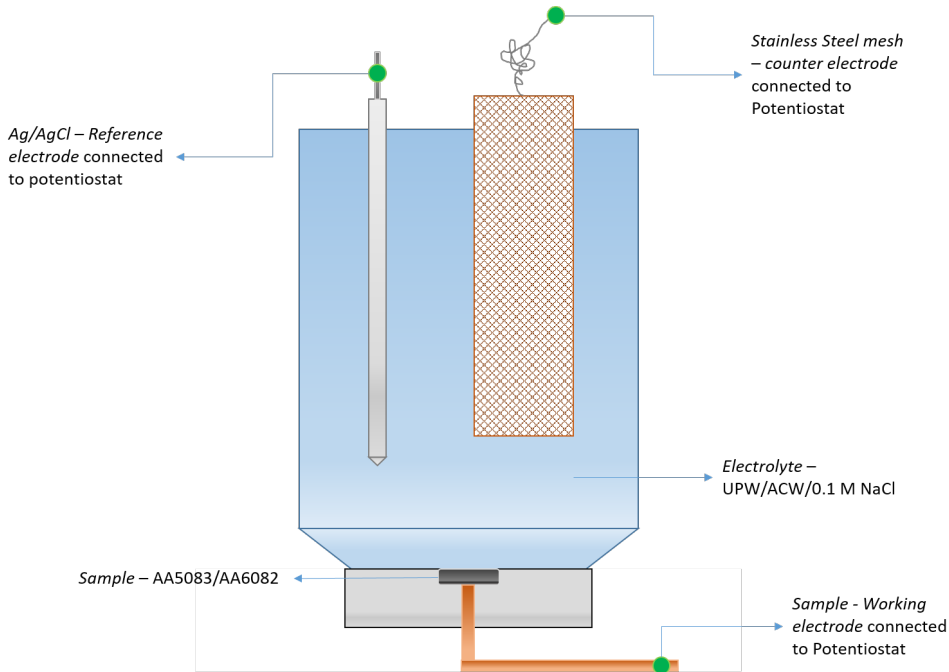 Stainless Steel mesh
– counter electrode
connected to
Potentiostat
Ag/AgCl – Reference
electrode connected
to potentiostat
Electrolyte –
UPW/ACW/0.1 M NaCl
Sample – AA5083/AA6082
Sample - Working
electrode connected
to Potentiostat